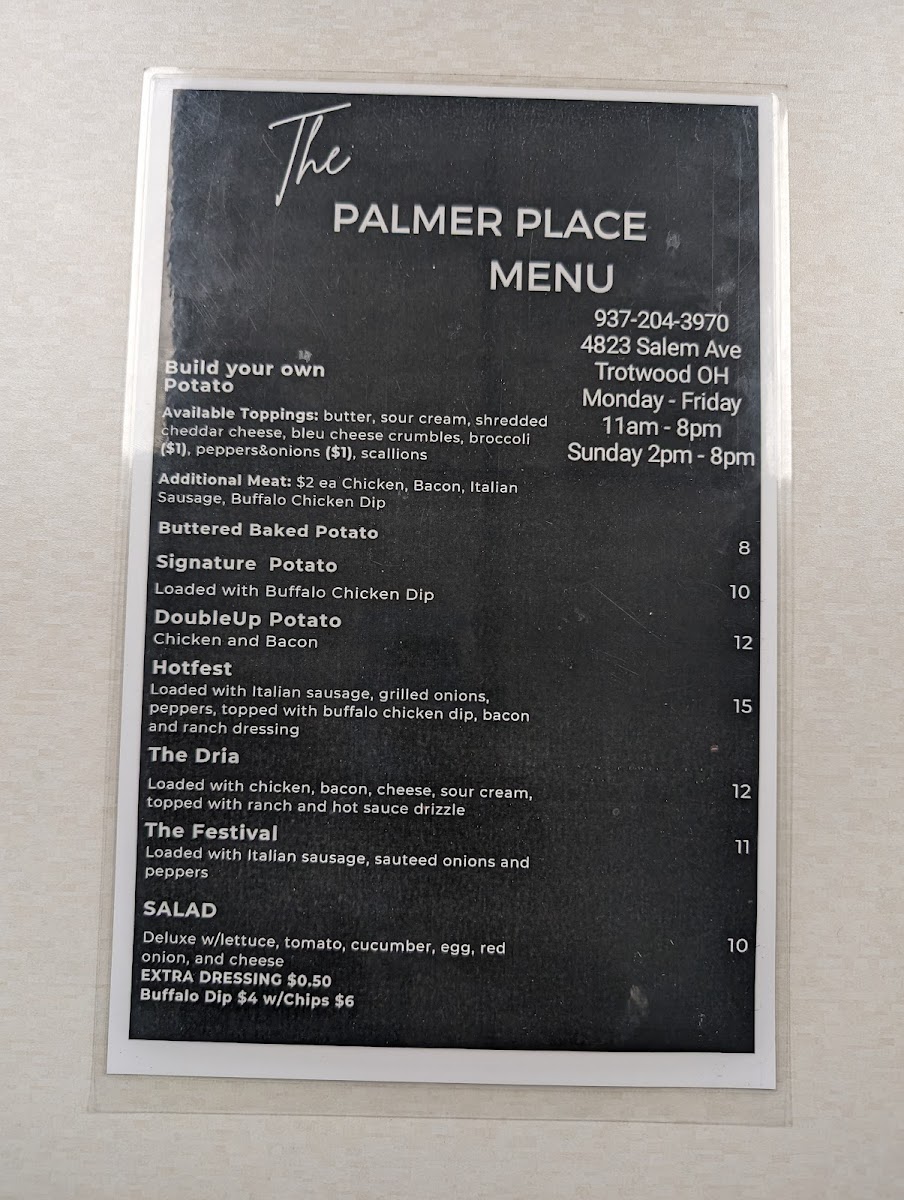 The
PALMER PLACE
MENU
937-204-3970
4823 Salem Ave
Trotwood OH
Monday - Friday
11am - 8pm
Sunday 2pm - 8pm
Build your own
Potato
Available Toppings: butter, sour cream, shredded
cheddar cheese, bleu cheese crumbles, broccoli
($1), peppers&onions ($1), scallions
Additional Meat: $2 ea Chicken, Bacon, Italian
Sausage, Buffalo Chicken Dip
Buttered Baked Potato 8
Signature Potato
Loaded with Buffalo Chicken Dip 10
DoubleUp Potato
Chicken and Bacon 12
Hotfest
Loaded with Italian sausage, grilled onions,
peppers, topped with buffalo chicken dip, bacon 15
and ranch dressing
The Dria
Loaded with chicken, bacon, cheese, sour cream, 12
topped with ranch and hot sauce drizzle
The Festival 11
Loaded with Italian sausage, sauteed onions and
peppers
SALAD
Deluxe w/lettuce, tomato, cucumber, egg, red 10
onion, and cheese
EXTRA DRESSING $0.50
Buffalo Dip $4 w/Chips $6